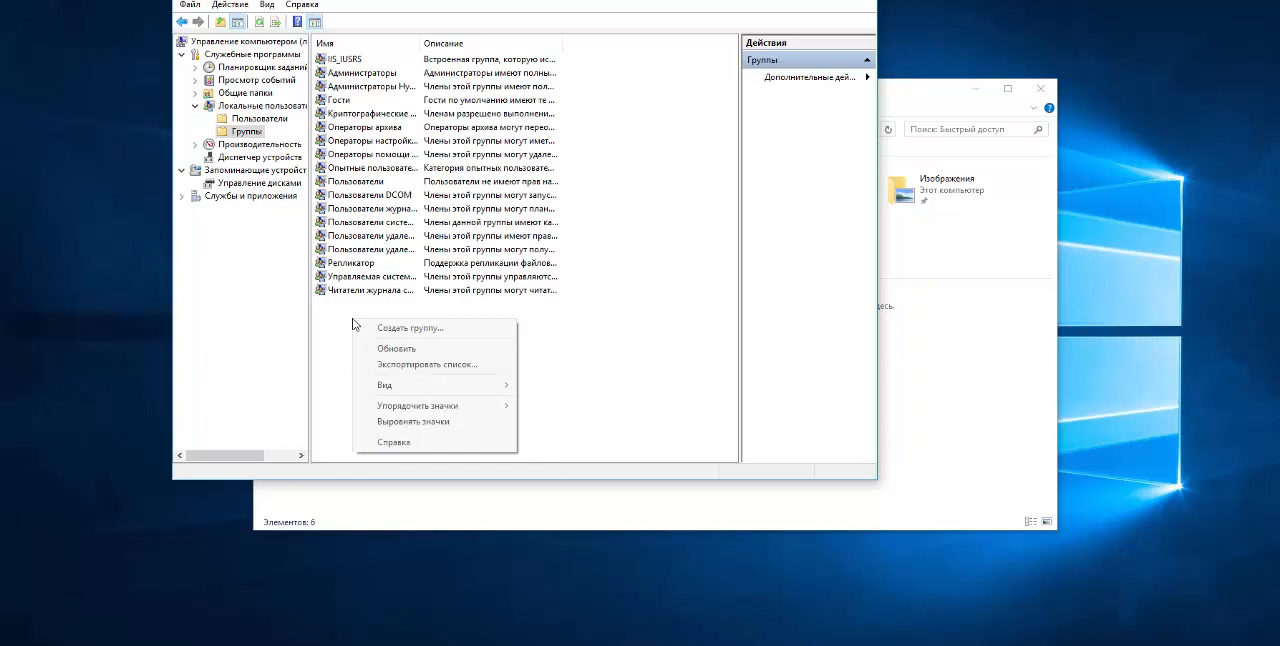 Файл Действие Вид Справка
Управление компьютером (л
Служебные программы
Планировщик заданий
Просмотр событий
Общие папки
Локальные пользоват
Пользователи
Группы
Производительность
Диспетчер устройств
Запоминающие устройст
Управление дисками
Службы и приложения
Имя Описание
IIS_IUSRS Встроенная группа, которую ис...
Администраторы Администраторы имеют полны...
Администраторы Hy... Члены этой группы имеют пол...
Гости Гости по умолчанию имеют те ...
Криптографические ... Членам разрешено выполнени...
Операторы архива Операторы архива могут перео...
Операторы настройк... Члены этой группы могут имет...
Операторы помощи ... Члены этой группы могут удале...
Опытные пользовате... Категория опытных пользовате...
Пользователи Пользователи не имеют прав на...
Пользователи DCOM Члены этой группы могут запус...
Пользователи журна... Члены этой группы могут план...
Пользователи систе... Члены данной группы имеют ка...
Пользователи удале... Члены этой группы имеют прав...
Пользователи удале... Члены этой группы могут полу...
Репликатор Поддержка репликации файлов...
Управляемая систем... Члены этой группы управляютс...
Читатели журнала с... Члены этой группы могут читат...
Создать группу...
Обновить
Экспортировать список...
Вид
Упорядочить значки
Выровнять значки
Справка
Действия
Группы
Дополнительные дей...
Поиск: Быстрый доступ
Изображения
Этот компьютер
десь.
Элементов: 6